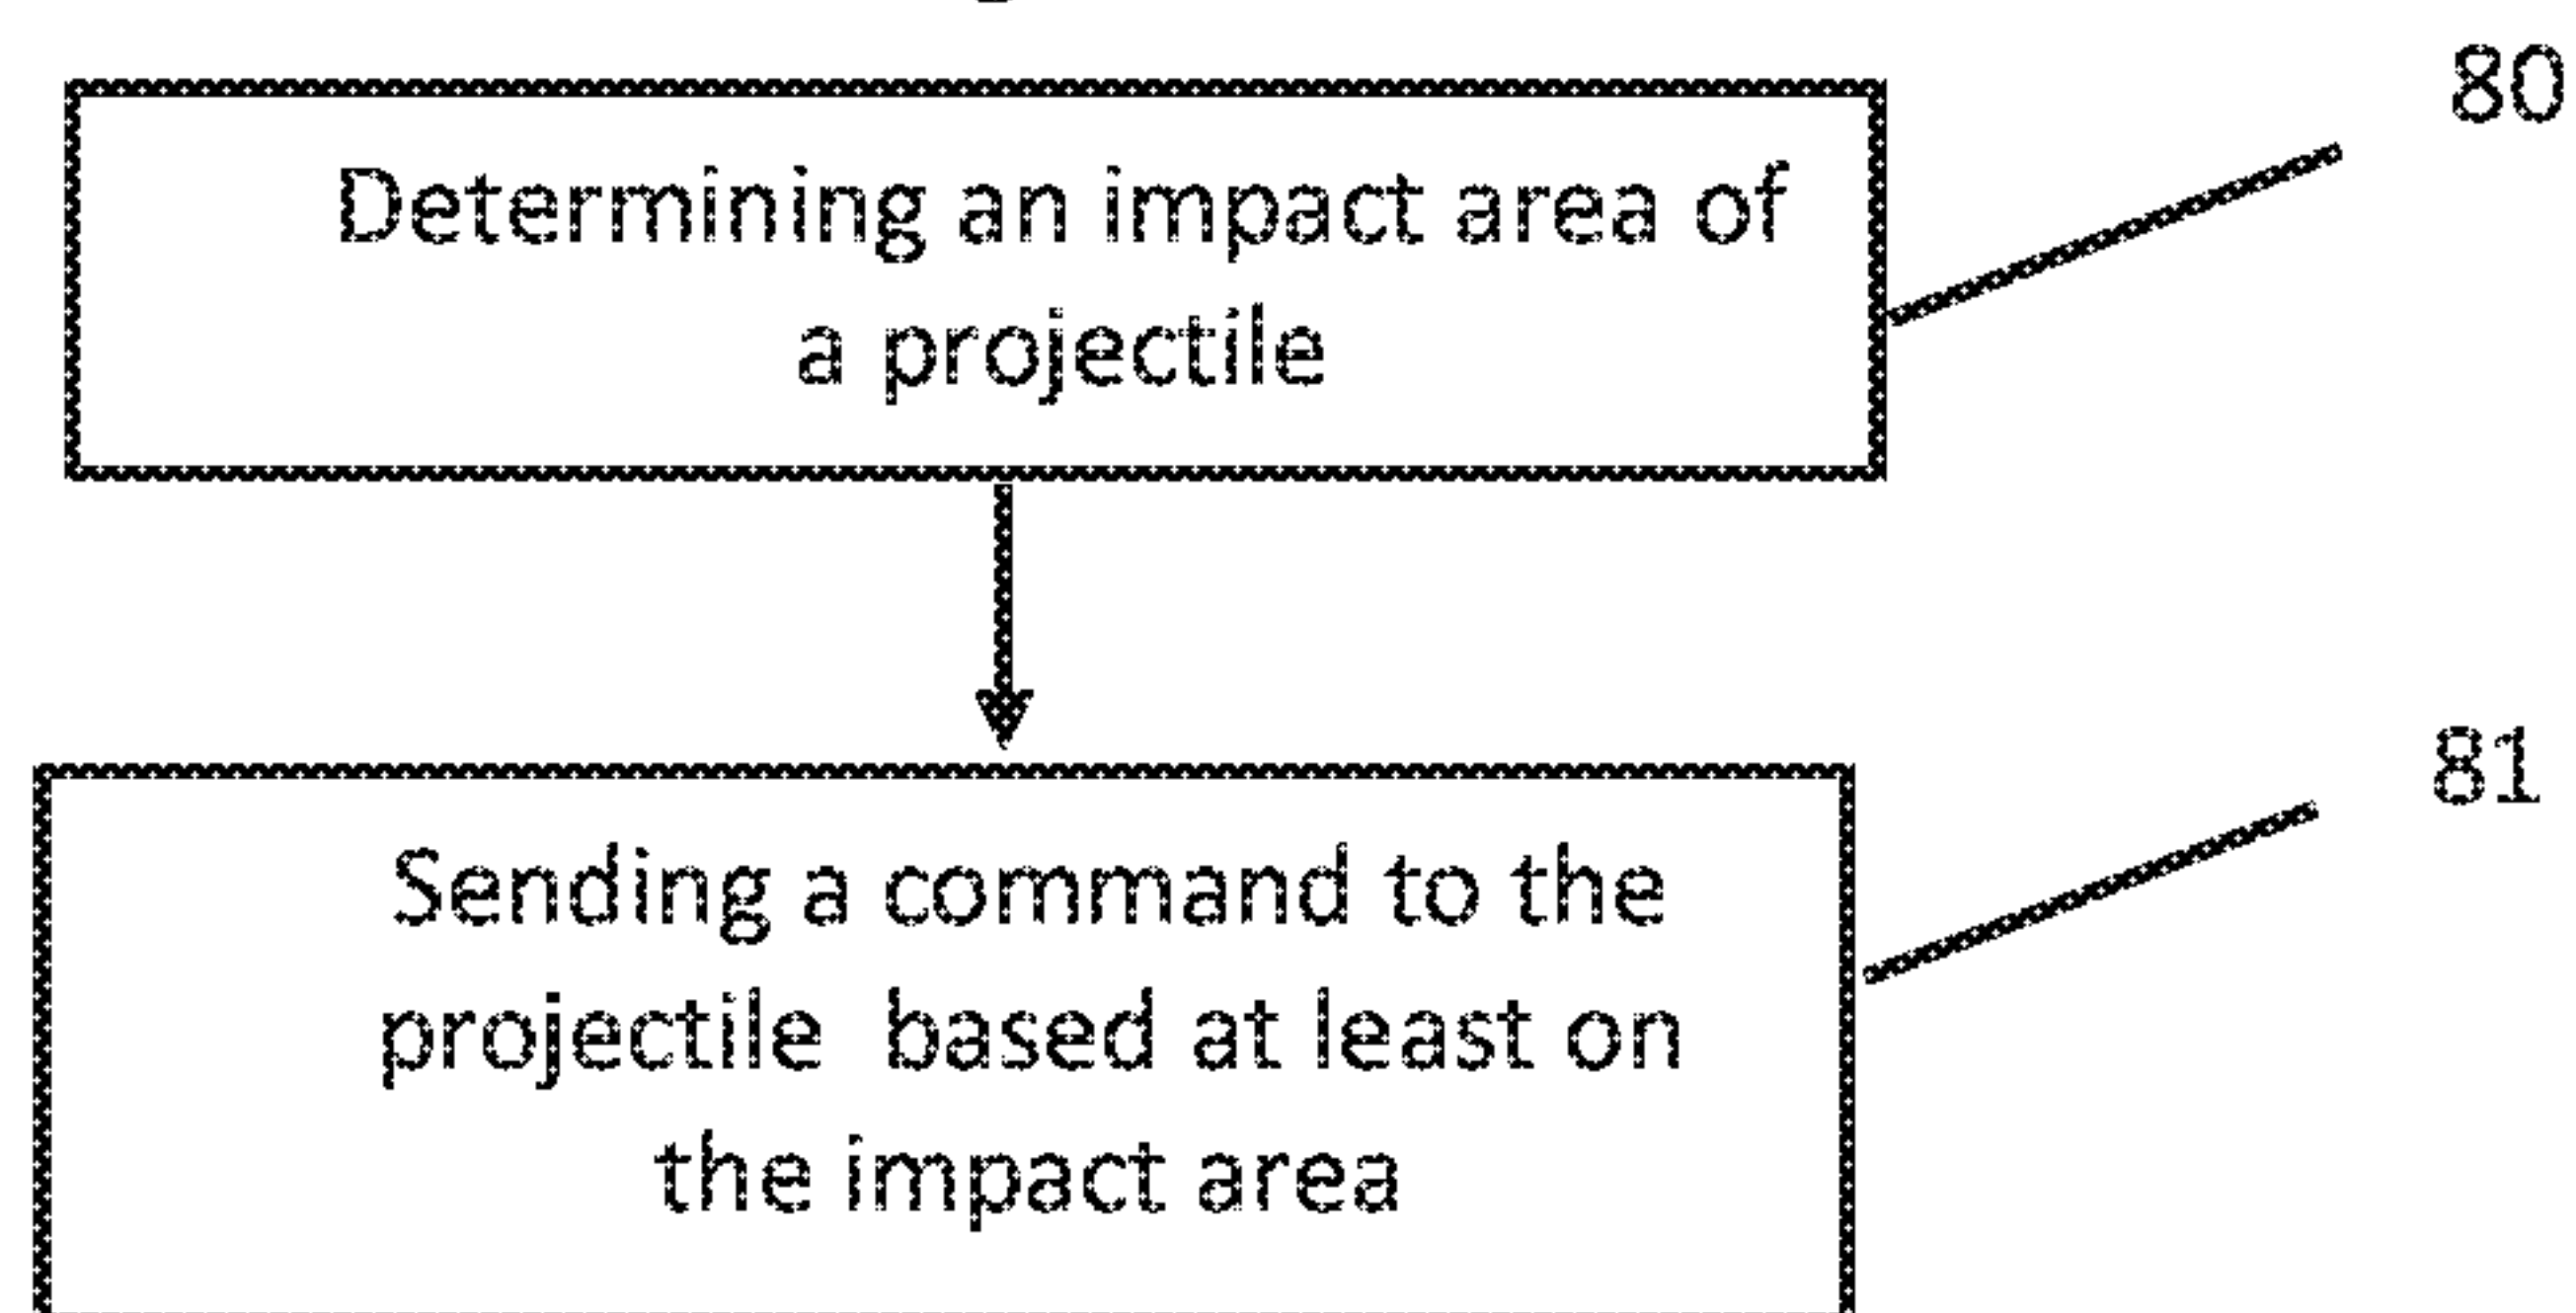 80
Determining an impact area of
a projectile
81
Sending a command to the
projectile based at least on
the impact area